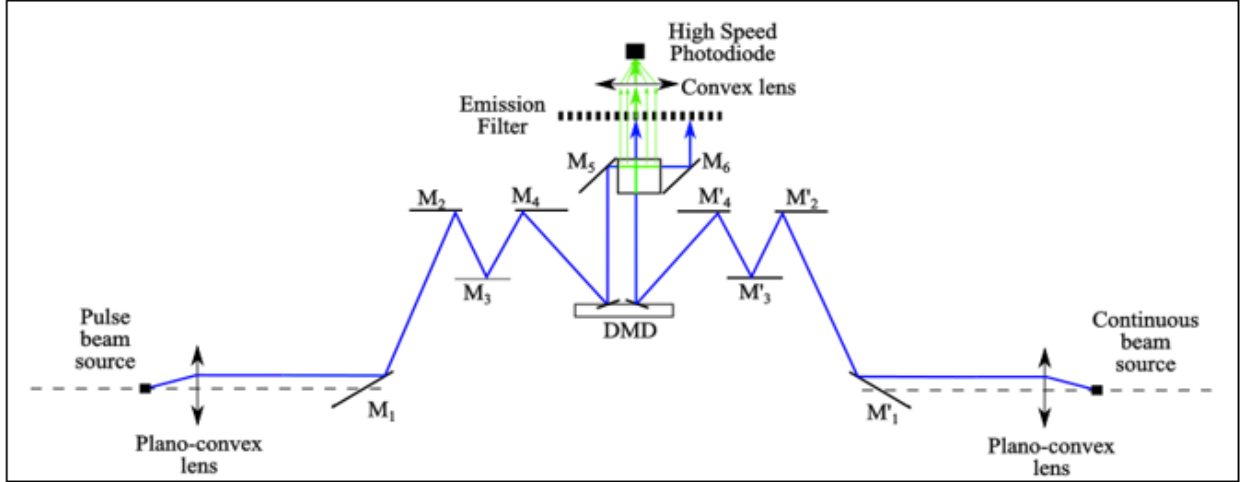 High Speed
Photodiode
Convex lens
Emission
Filter
M₅
M₆
M₂
M₄
M'₄
M'₂
M₃
M'₃
DMD
Pulse
beam
source
Continuous
beam
source
M₁
M'₁
Plano-convex
lens
Plano-convex
lens